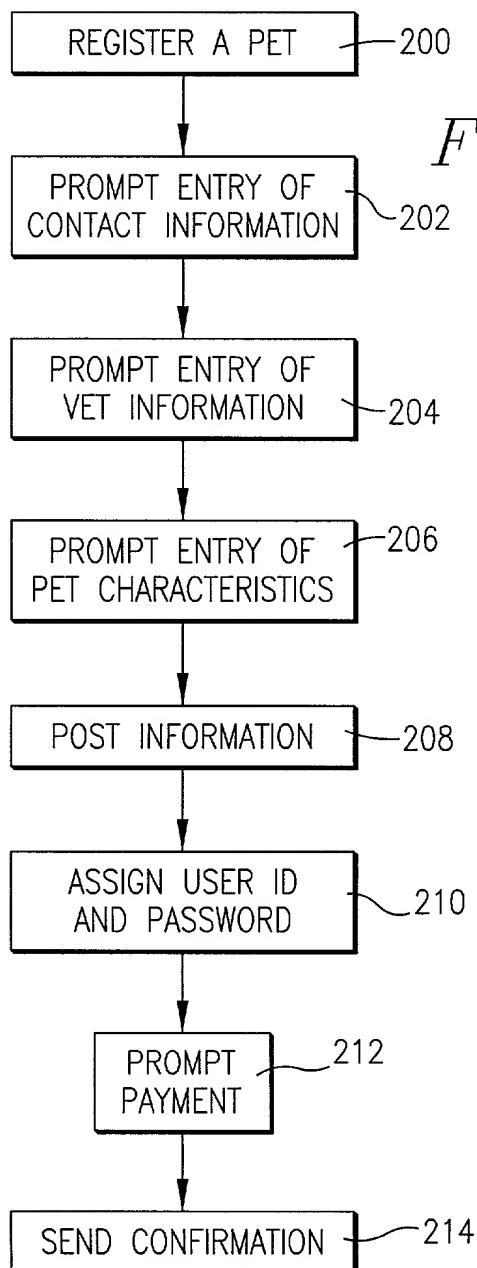 REGISTER A PET
200
F
PROMPT ENTRY OF
CONTACT INFORMATION
202
PROMPT ENTRY OF
VET INFORMATION
204
PROMPT ENTRY OF
PET CHARACTERISTICS
206
POST INFORMATION
208
ASSIGN USER ID
AND PASSWORD
210
PROMPT
PAYMENT
212
SEND CONFIRMATION
214